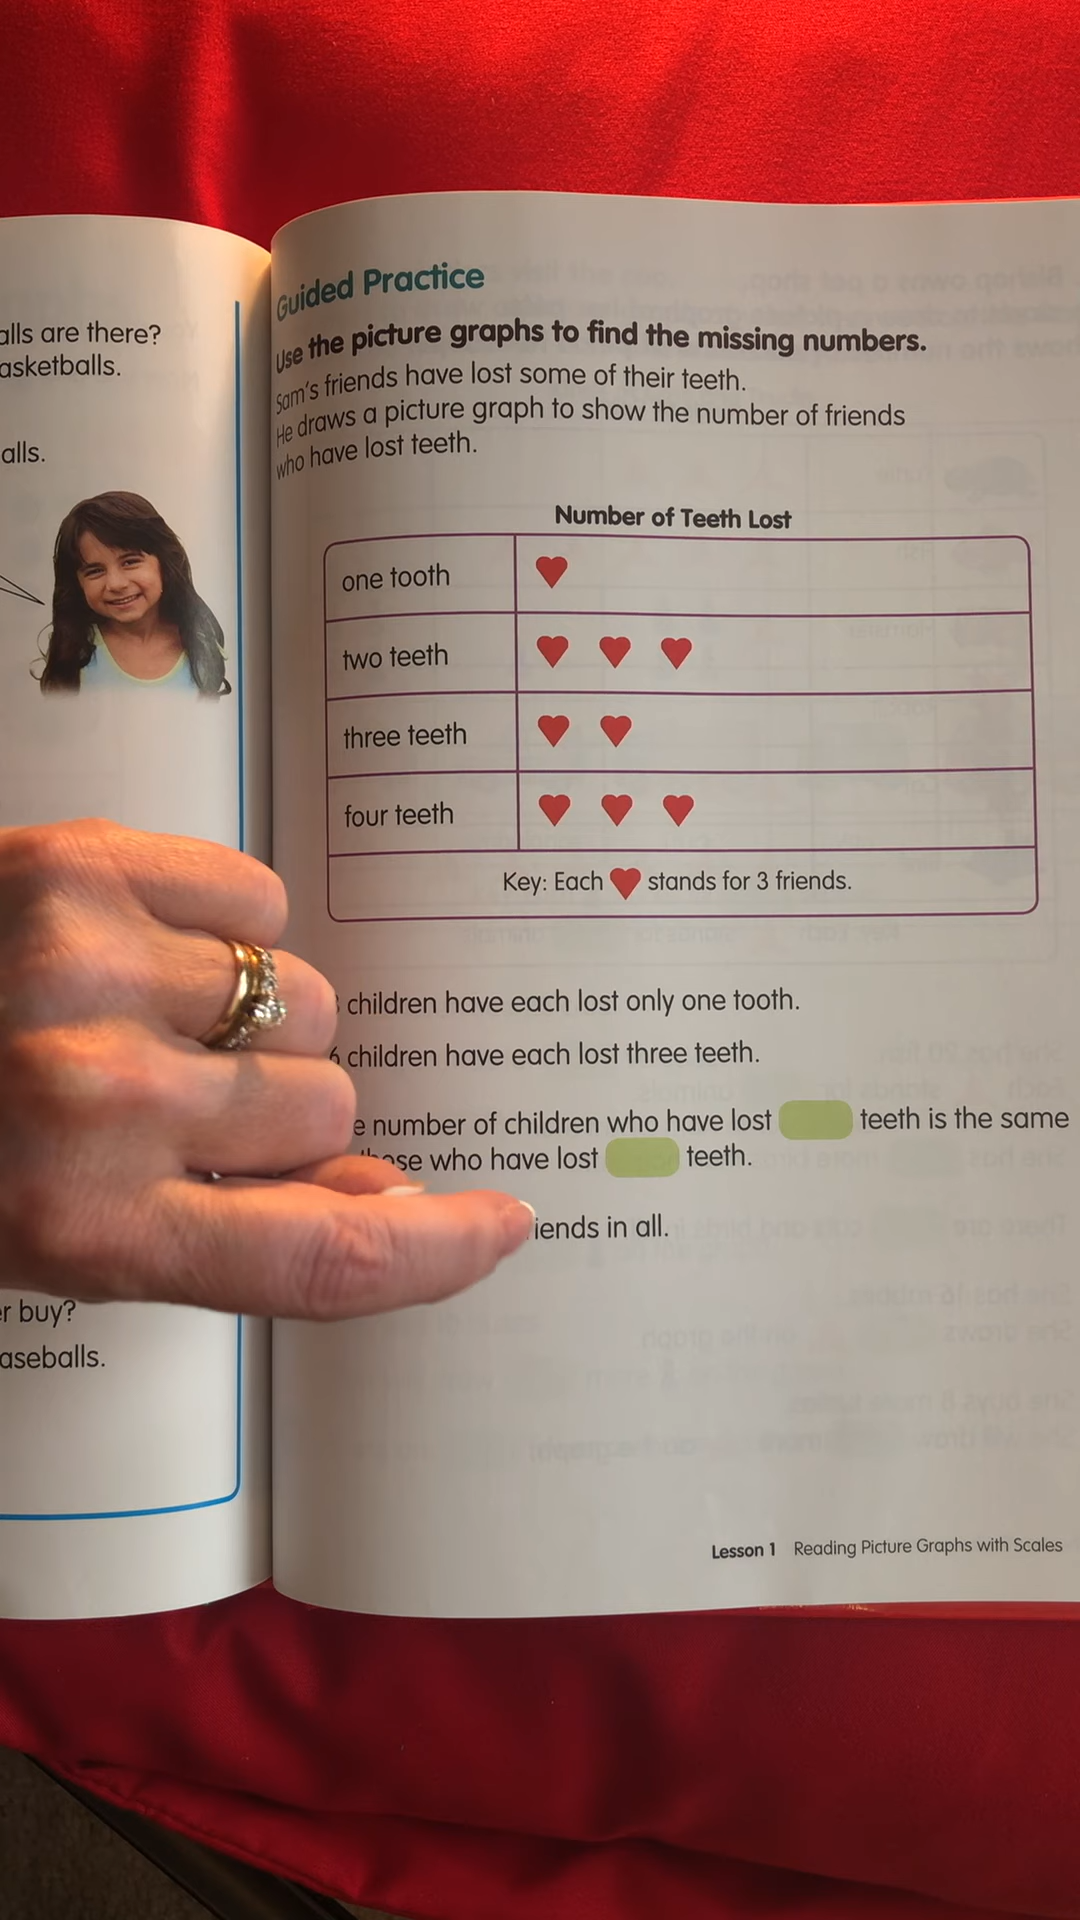 alls are there?
asketballs.
alls.
er buy?
aseballs.
Guided Practice
Use the picture graphs to find the missing numbers.
Sam's friends have lost some of their teeth.
He draws a picture graph to show the number of friends
who have lost teeth.
Number of Teeth Lost
one tooth
two teeth
three teeth
four teeth
Key: Each stands for 3 friends.
children have each lost only one tooth.
6 children have each lost three teeth.
e number of children who have lost teeth is the same
those who have lost teeth.
iends in all.
Lesson 1 Reading Picture Graphs with Scales